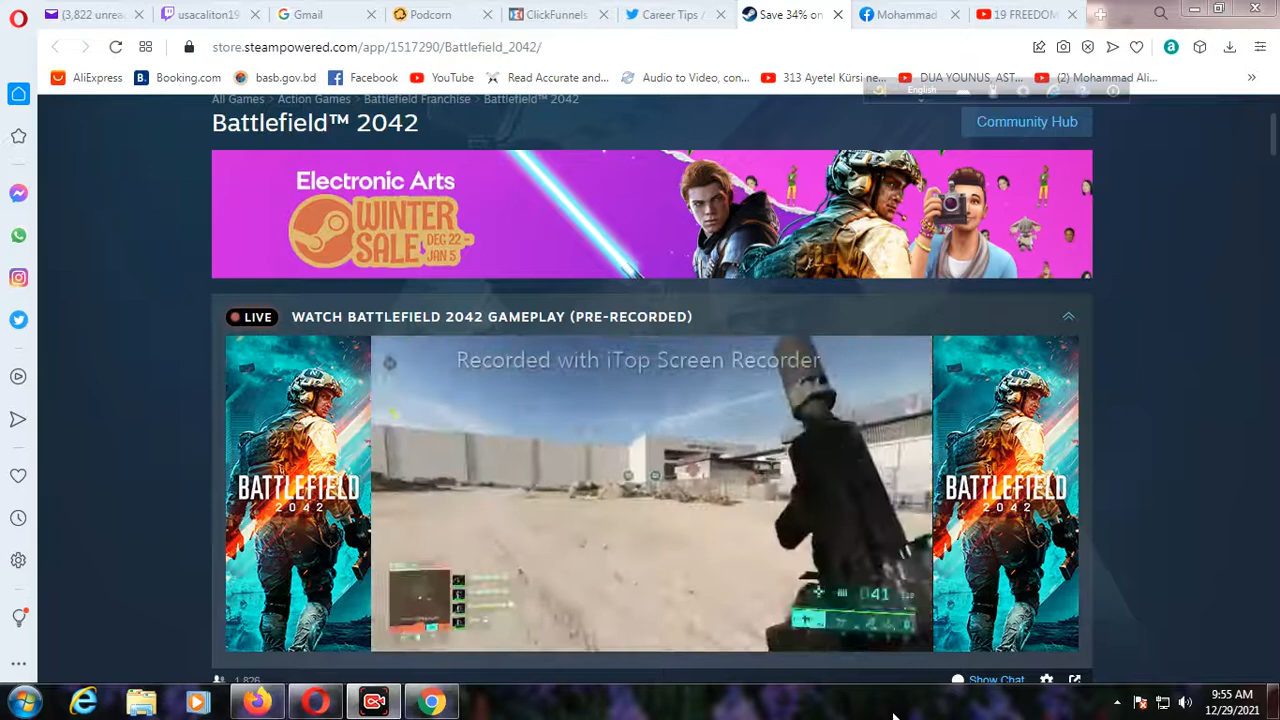 (3,822 unrea
usacaliton19
Gmail
Podcorn
ClickFunnels
Career Tips /
Save 34% on
Mohammad
19 FREEDOM
store.steampowered.com/app/1517290/Battlefield_2042/
AliExpress
Booking.com
basb.gov.bd
Facebook
YouTube
Read Accurate and...
Audio to Video, con...
313 Ayetel Kürsi ne...
DUA YOUNUS, AST...
(2) Mohammad Ali...
All Games > Action Games > Battlefield Franchise > Battlefield™ 2042
English
Battlefield™ 2042
Community Hub
Electronic Arts
WINTER
SALE
DEC 22 –
JAN 5
LIVE
WATCH BATTLEFIELD 2042 GAMEPLAY (PRE-RECORDED)
Recorded with iTop Screen Recorder
BATTLEFIELD
2042
BATTLEFIELD
2042
041
1,826
Show Chat
9:55 AM
12/29/2021